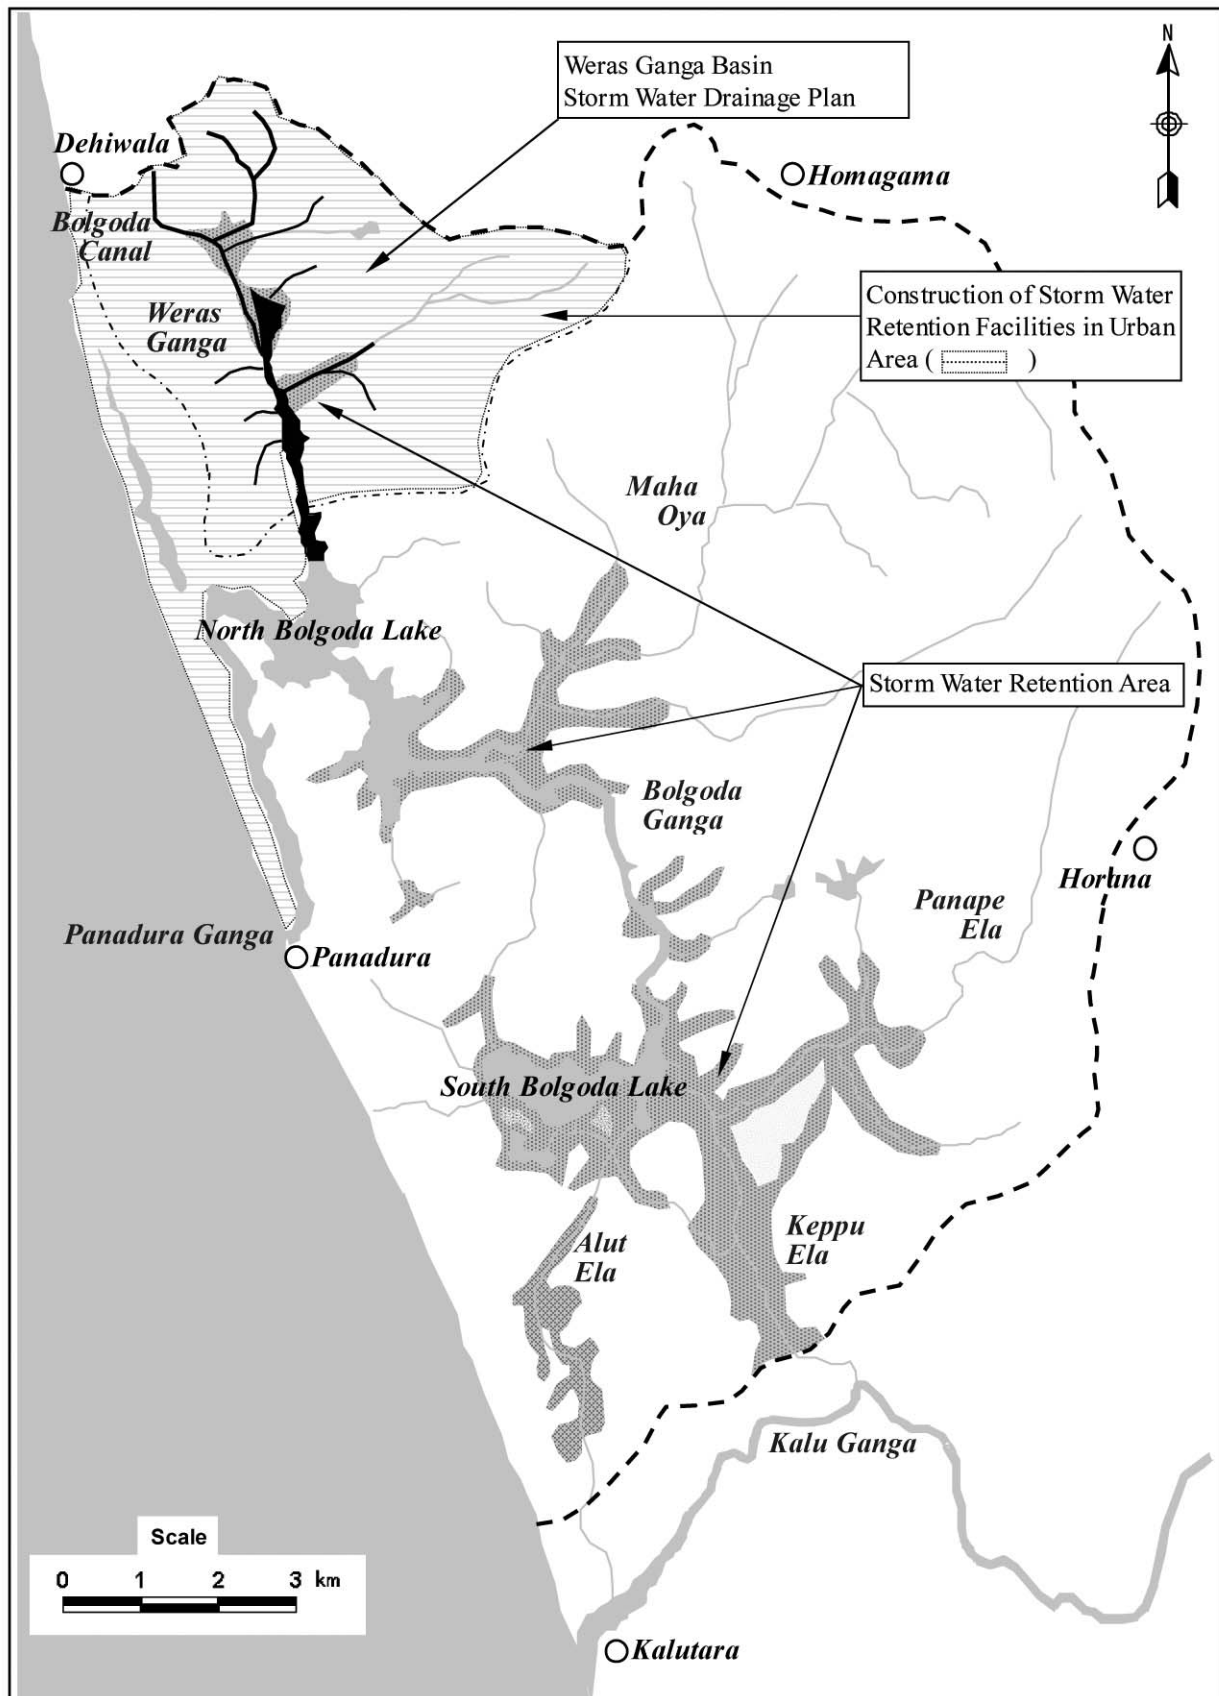 N
Weras Ganga Basin
Storm Water Drainage Plan
Dehiwala
Homagama
Bolgoda
Canal
Construction of Storm Water
Retention Facilities in Urban
Area ( )
Weras
Ganga
Maha
Oya
North Bolgoda Lake
Storm Water Retention Area
Bolgoda
Ganga
Horana
Panape
Ela
Panadura Ganga
Panadura
South Bolgoda Lake
Keppu
Ela
Alut
Ela
Kalu Ganga
Scale
0 1 2 3 km
Kalutara